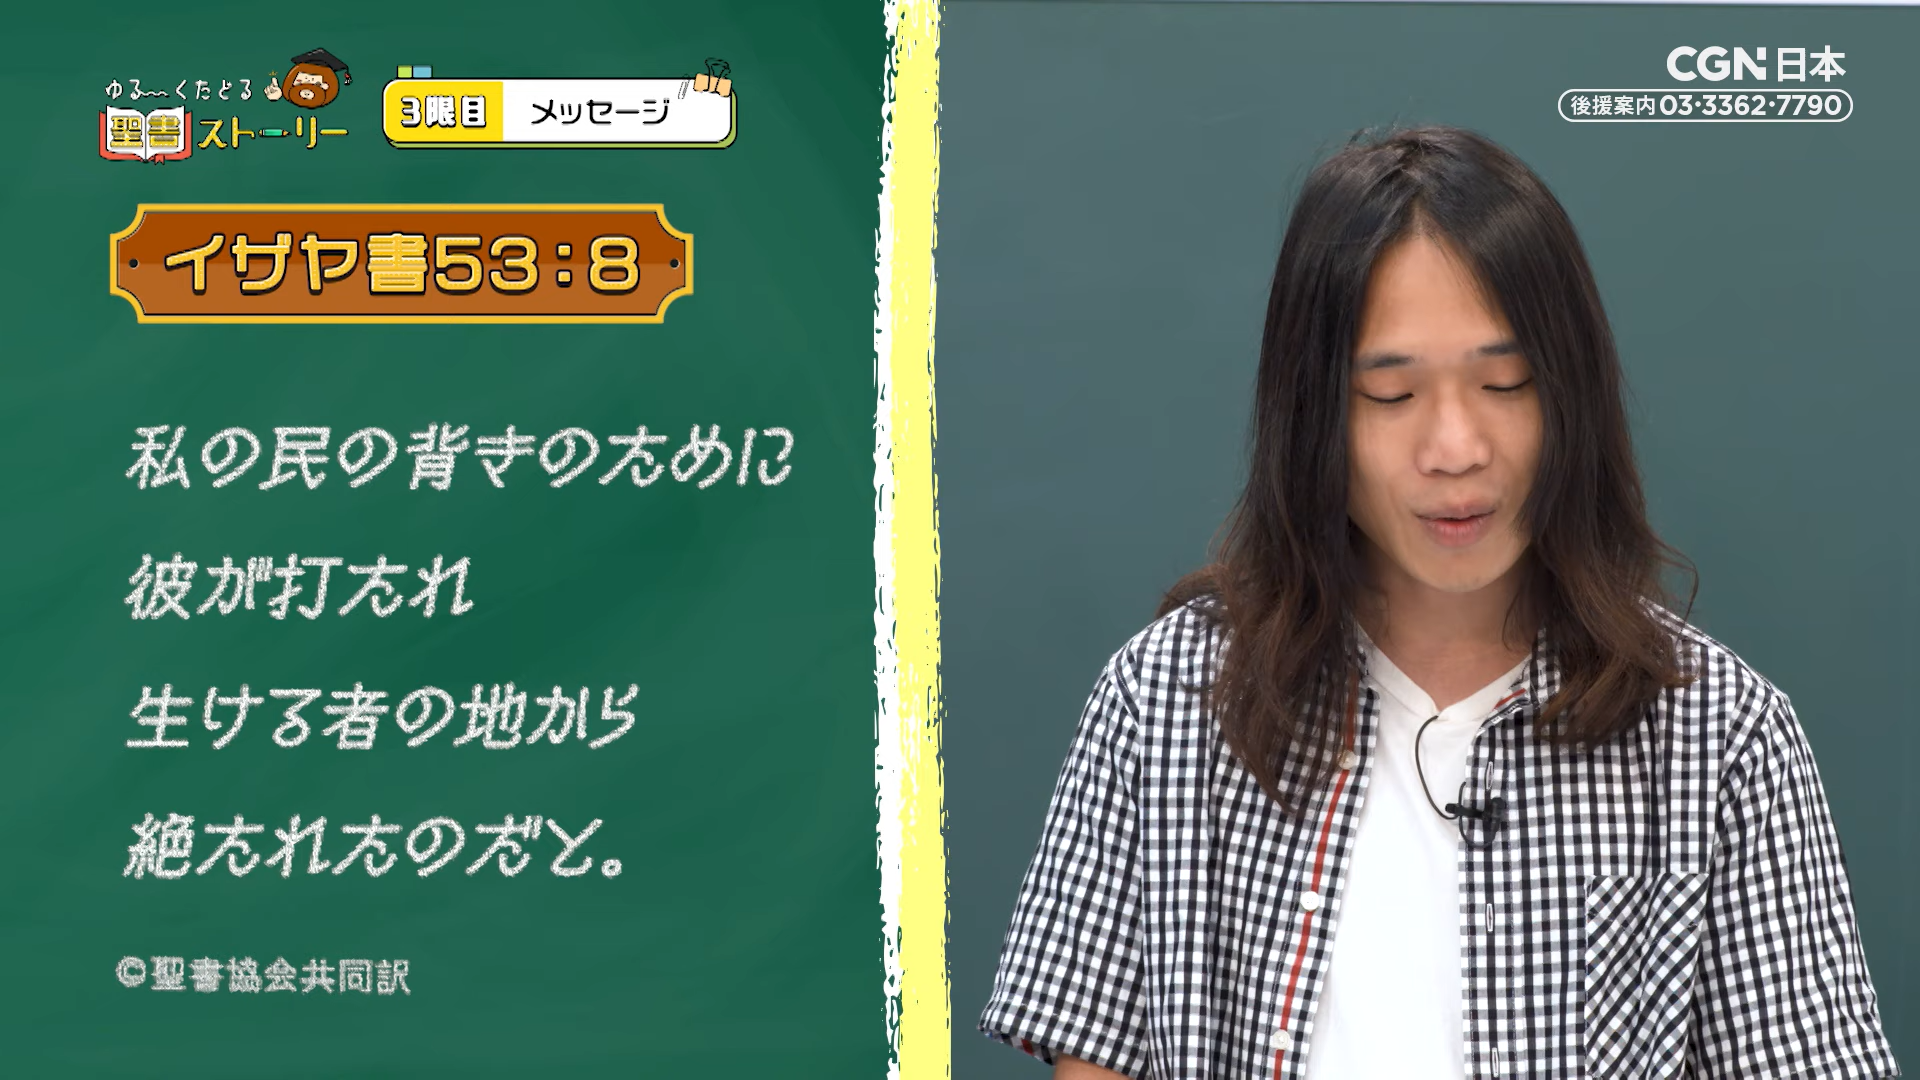 ゆる〜くたどる
聖書ストーリー
3限目 メッセージ
CGN日本
後援案内03・3362・7790
イザヤ書53：8
私の民の背きのために
彼が打たれ
生ける者の地から
絶たれたのだと。
©聖書協会共同訳